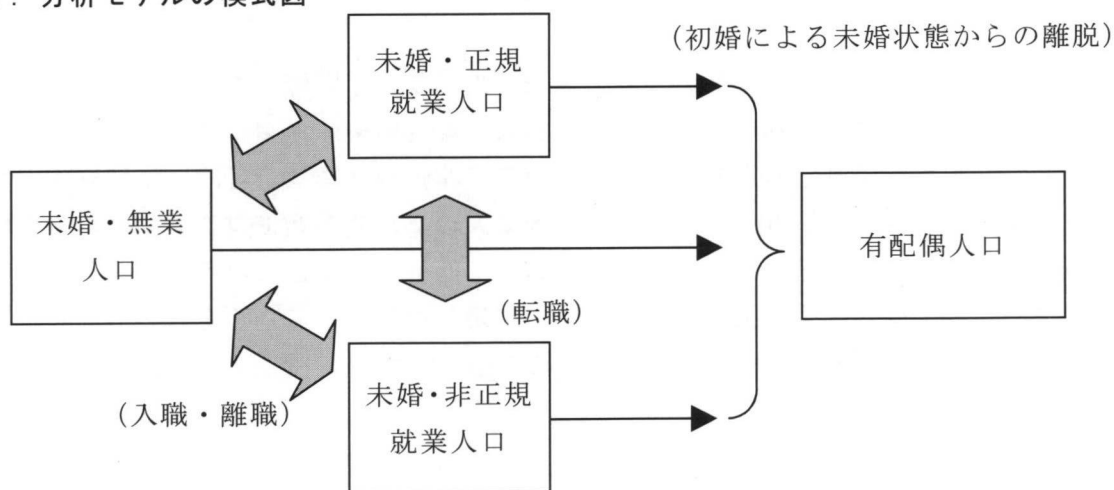 分析モデルの模式図
(初婚による未婚状態からの離脱)
未婚・正規
就業人口
未婚・無業
人口
有配偶人口
(転職)
(入職・離職)
未婚・非正規
就業人口